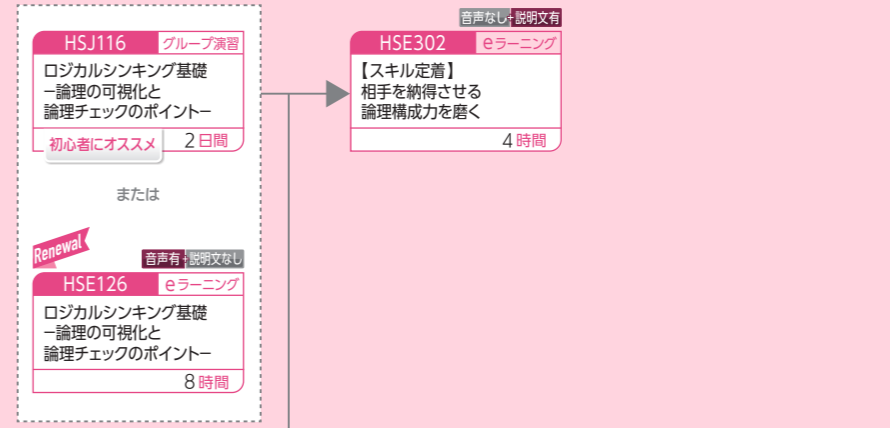 HSJ116 グループ演習
ロジカルシンキング基礎
−論理の可視化と
論理チェックのポイント−
初心者にオススメ 2日間
または
Renewal
音声有 説明文なし
HSE126 eラーニング
ロジカルシンキング基礎
−論理の可視化と
論理チェックのポイント−
8時間
音声なし 説明文有
HSE302 eラーニング
【スキル定着】
相手を納得させる
論理構成力を磨く
4時間